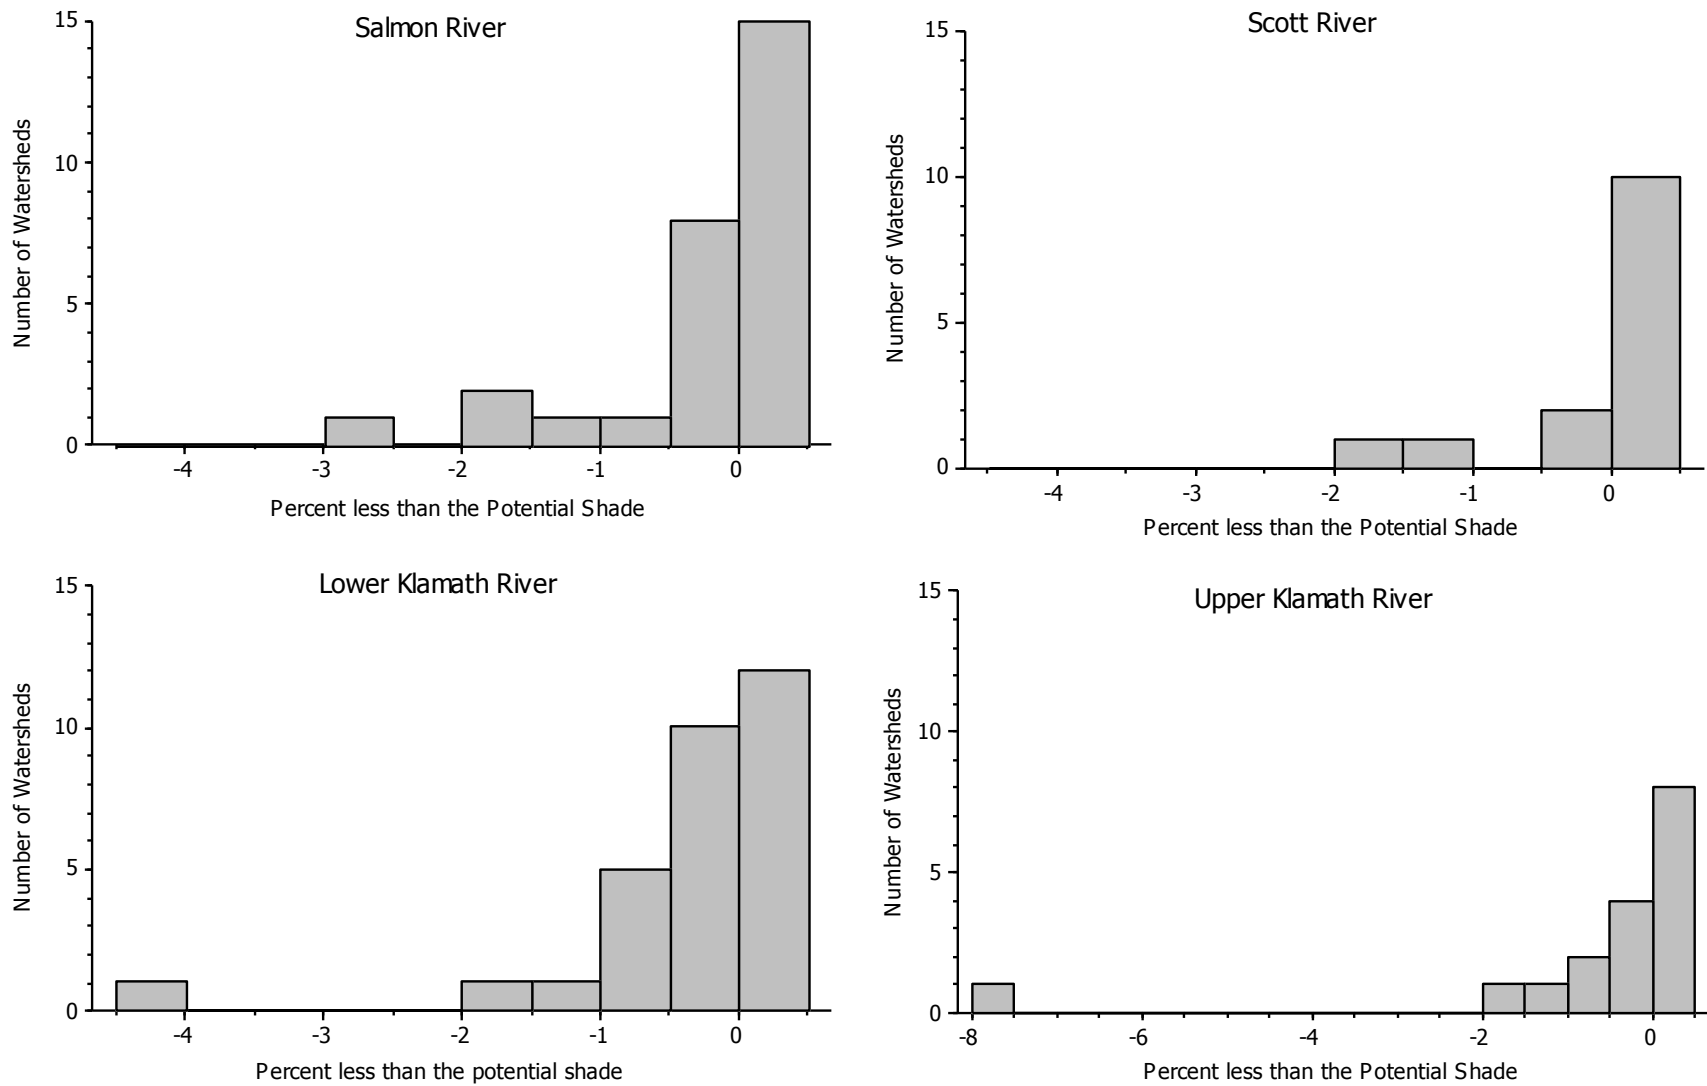 Salmon River
15
10
5
0
Number of Watersheds
-4 -3 -2 -1 0
Percent less than the Potential Shade
Scott River
15
10
5
0
Number of Watersheds
-4 -3 -2 -1 0
Percent less than the Potential Shade
Lower Klamath River
15
10
5
0
Number of Watersheds
-4 -3 -2 -1 0
Percent less than the potential shade
Upper Klamath River
15
10
5
0
Number of Watersheds
-8 -6 -4 -2 0
Percent less than the Potential Shade